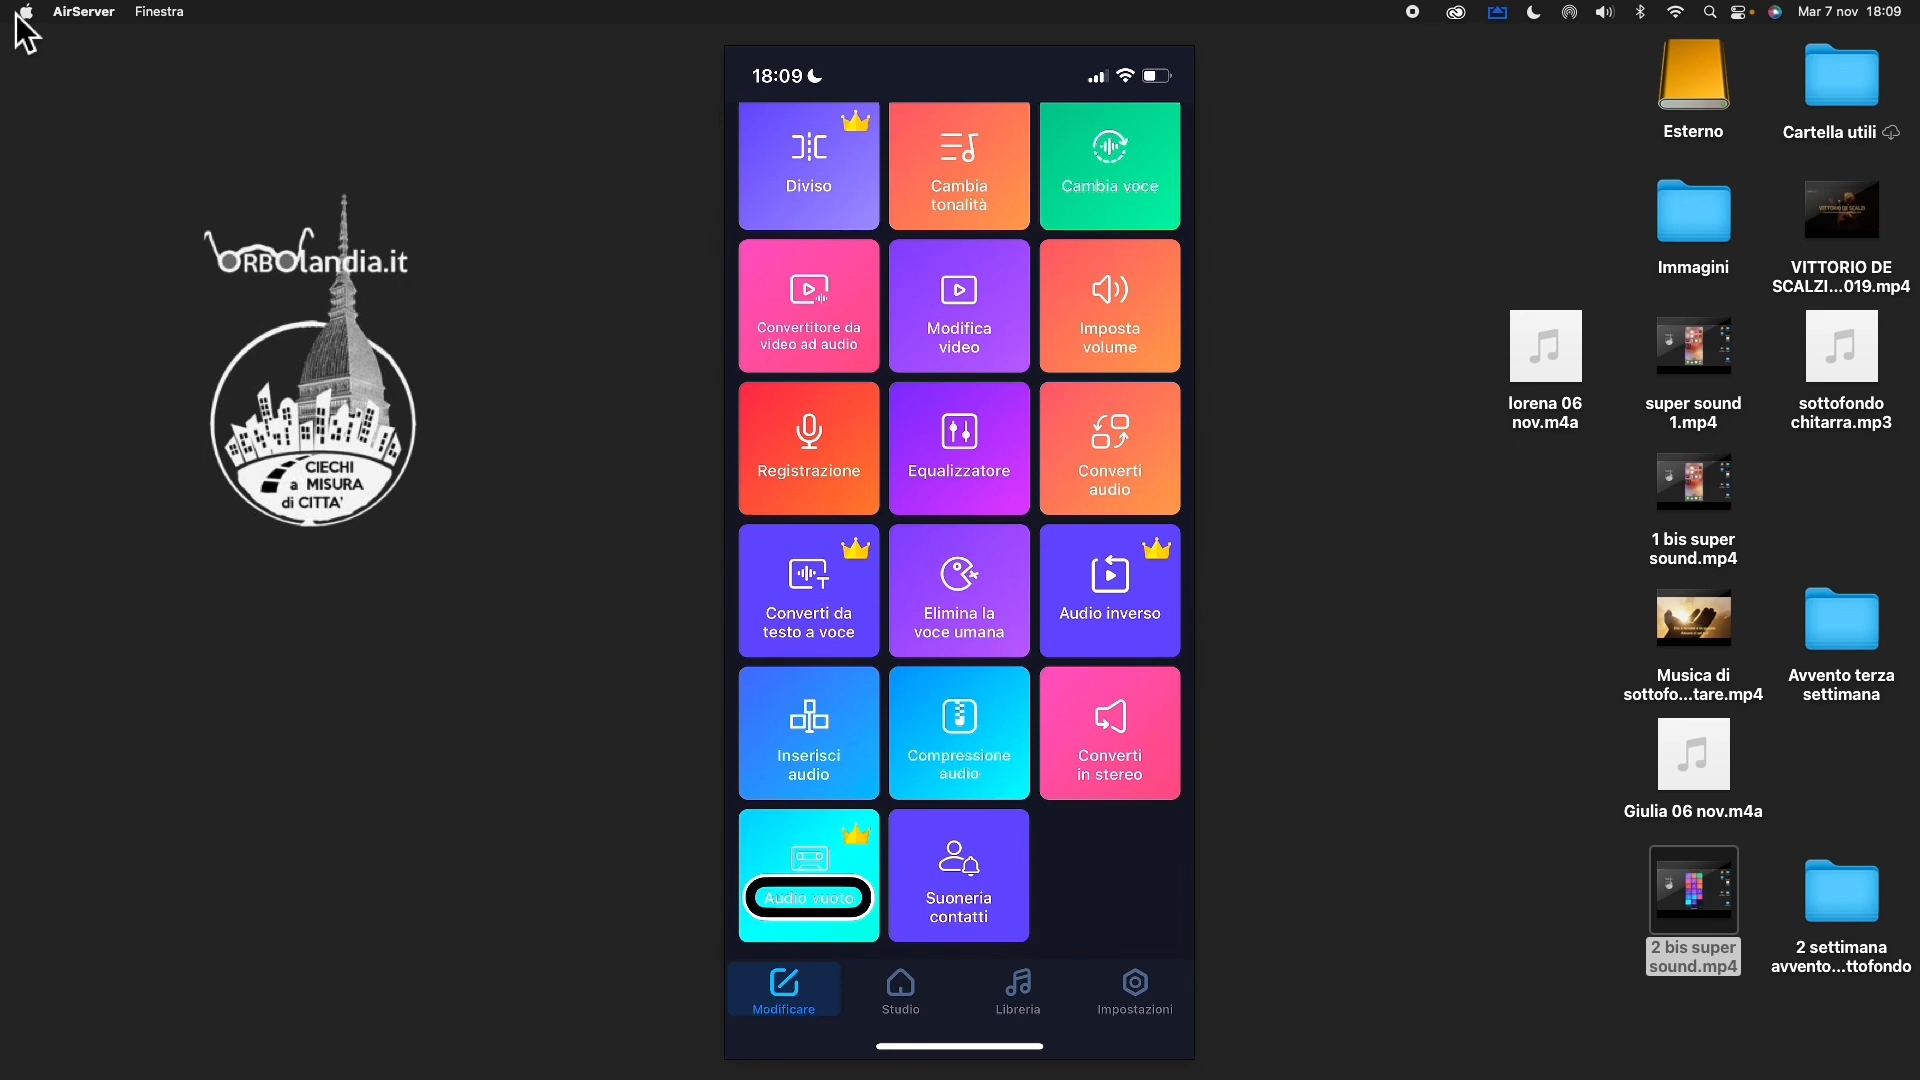 AirServer Finestra
Mar 7 nov 18:09
18:09
Diviso
Cambia
tonalità
Cambia voce
Convertitore da
video ad audio
Modifica
video
Imposta
volume
Registrazione
Equalizzatore
Converti
audio
Converti da
testo a voce
Elimina la
voce umana
Audio inverso
Inserisci
audio
Compressione
audio
Converti
in stereo
Audio vuoto
Suoneria
contatti
Modificare
Studio
Libreria
Impostazioni
ORBOlandia.it
CIECHI
a MISURA
di CITTA'
Esterno
Cartella utili
Immagini
VITTORIO DE SCALZI
VITTORIO DE
SCALZI...019.mp4
lorena 06
nov.m4a
super sound
1.mp4
sottofondo
chitarra.mp3
1 bis super
sound.mp4
Musica di
sottofo...tare.mp4
Avvento terza
settimana
Giulia 06 nov.m4a
2 bis super
sound.mp4
2 settimana
avvento...ttofondo